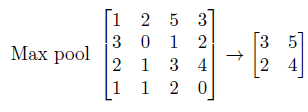 Max pool [1 2 5 3
3 0 1 2
2 1 3 4
1 1 2 0] → [3 5
2 4]